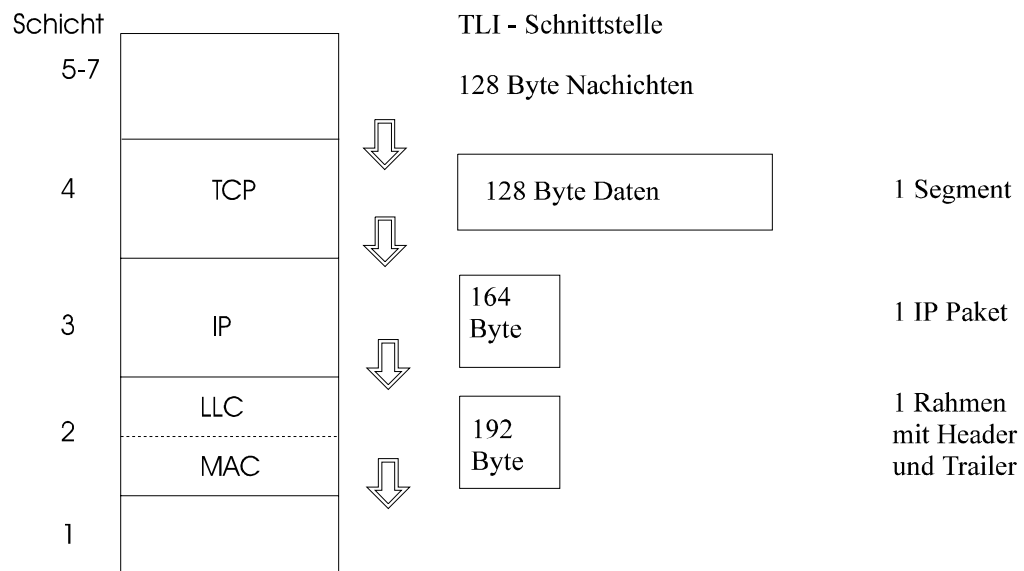 Schicht
TLI - Schnittstelle
5-7
128 Byte Nachichten
4
TCP
128 Byte Daten
1 Segment
3
IP
164
Byte
1 IP Paket
2
LLC
MAC
192
Byte
1 Rahmen
mit Header
und Trailer
1